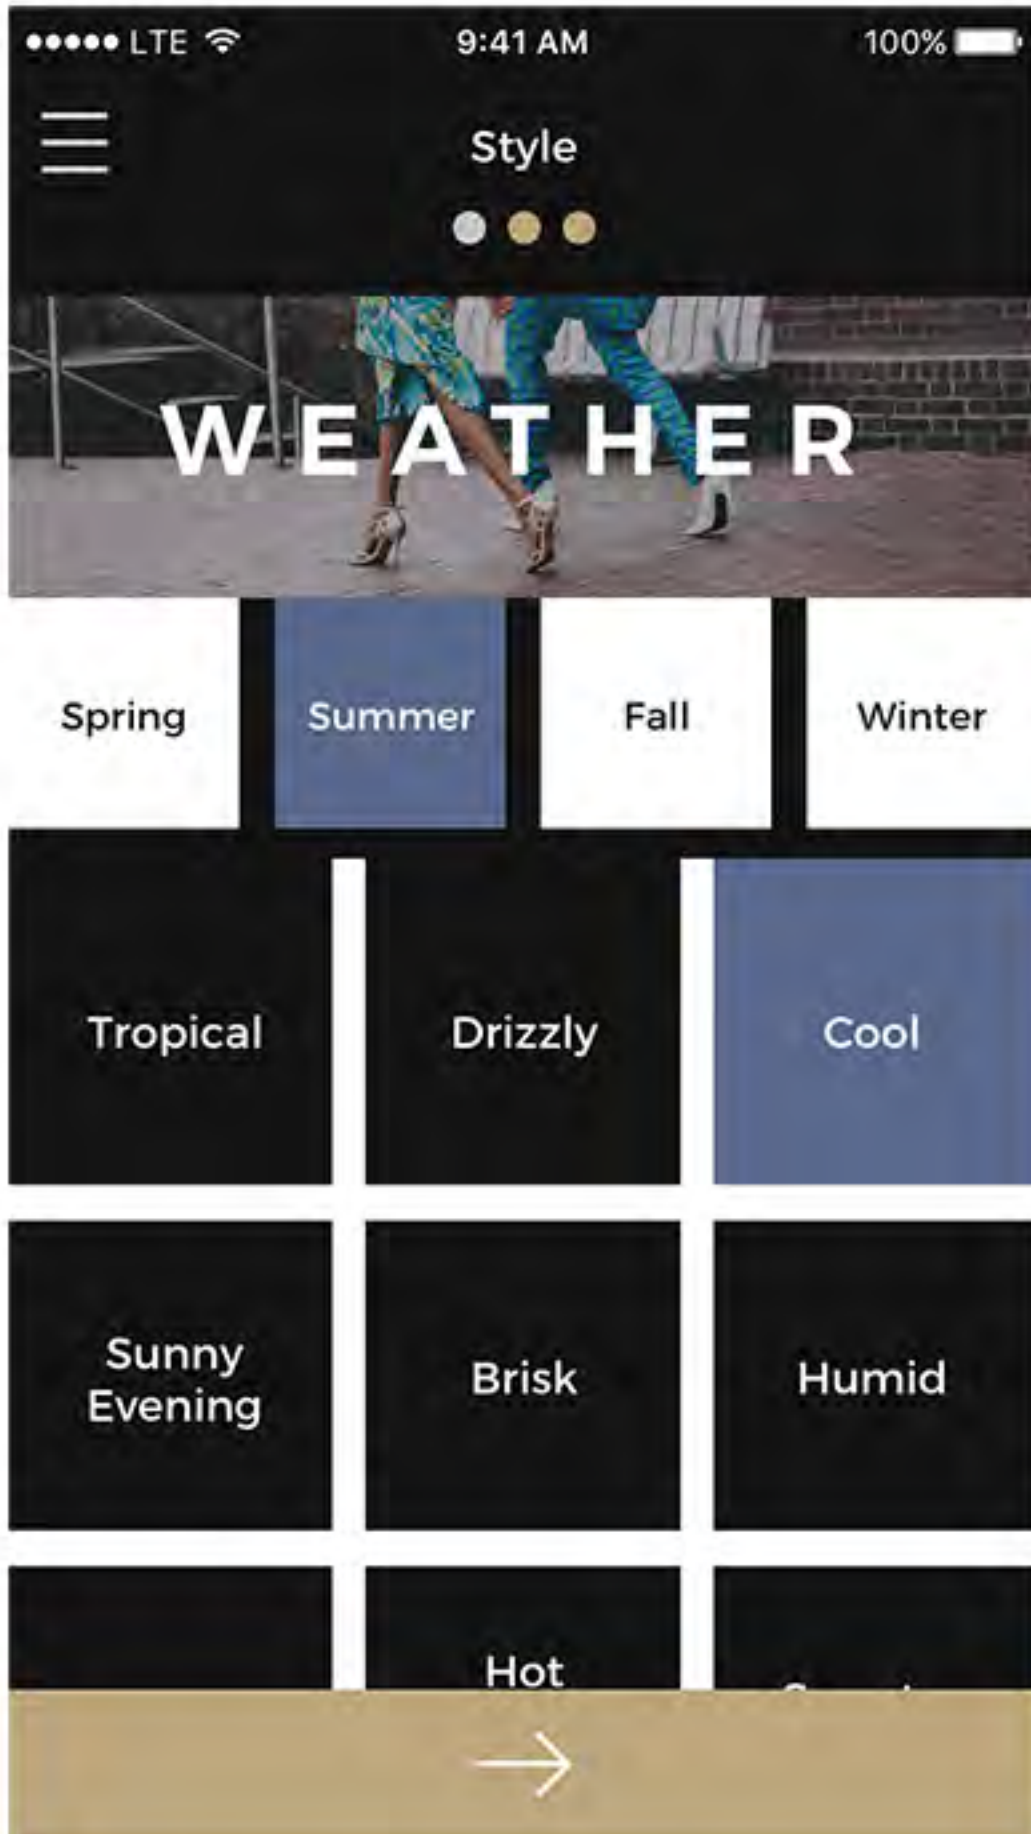 LTE 9:41 AM 100%
Style
WEATHER
Spring Summer Fall Winter
Tropical Drizzly Cool
Sunny
Evening Brisk Humid
Hot